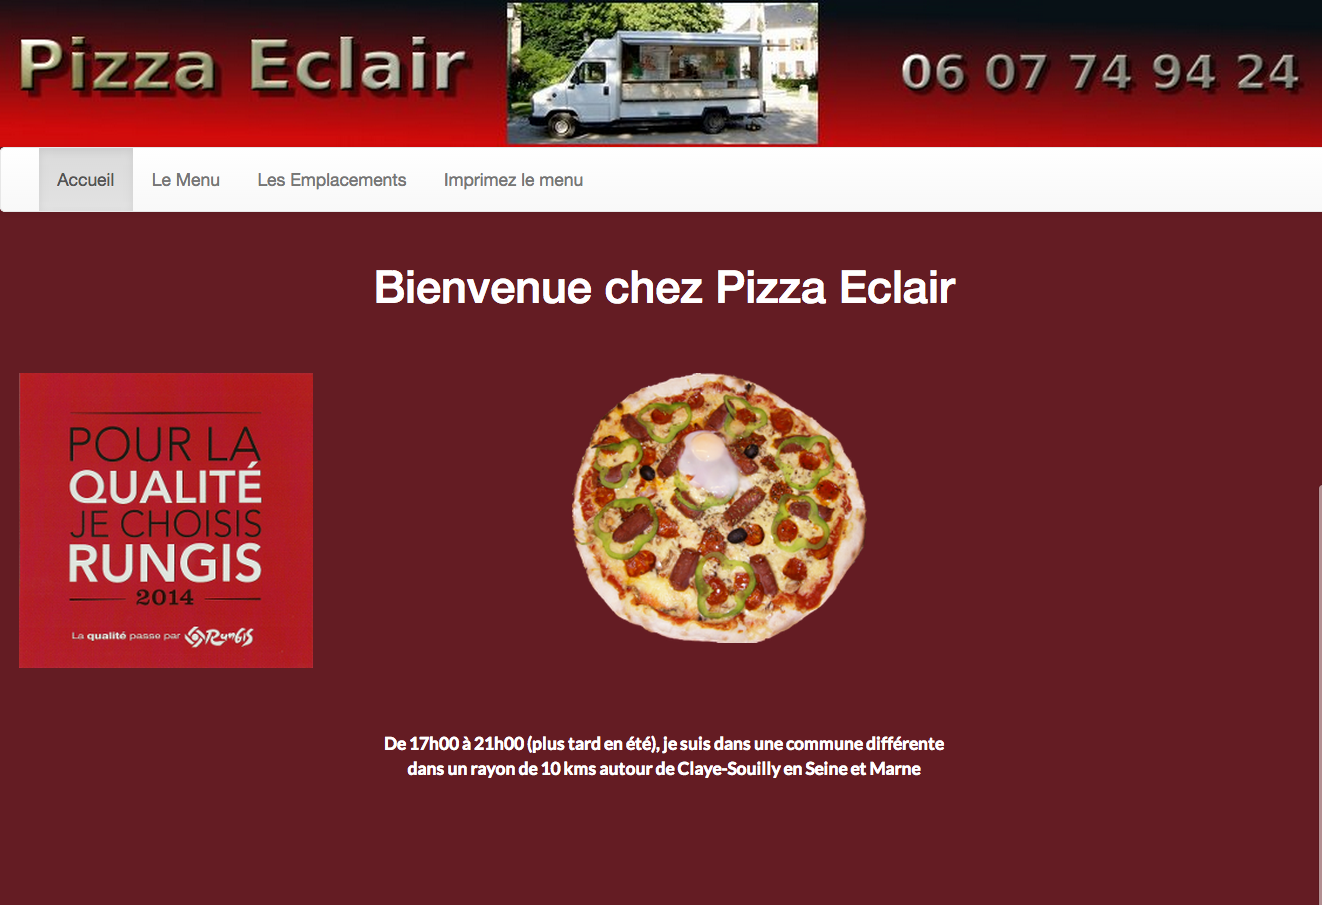 Pizza Eclair
06 07 74 94 24
Accueil
Le Menu
Les Emplacements
Imprimez le menu
Bienvenue chez Pizza Eclair
POUR LA
QUALITÉ
JE CHOISIS
RUNGIS
2014
La qualité passe par RUNGIS
De 17h00 à 21h00 (plus tard en été), je suis dans une commune différente
dans un rayon de 10 kms autour de Claye-Souilly en Seine et Marne